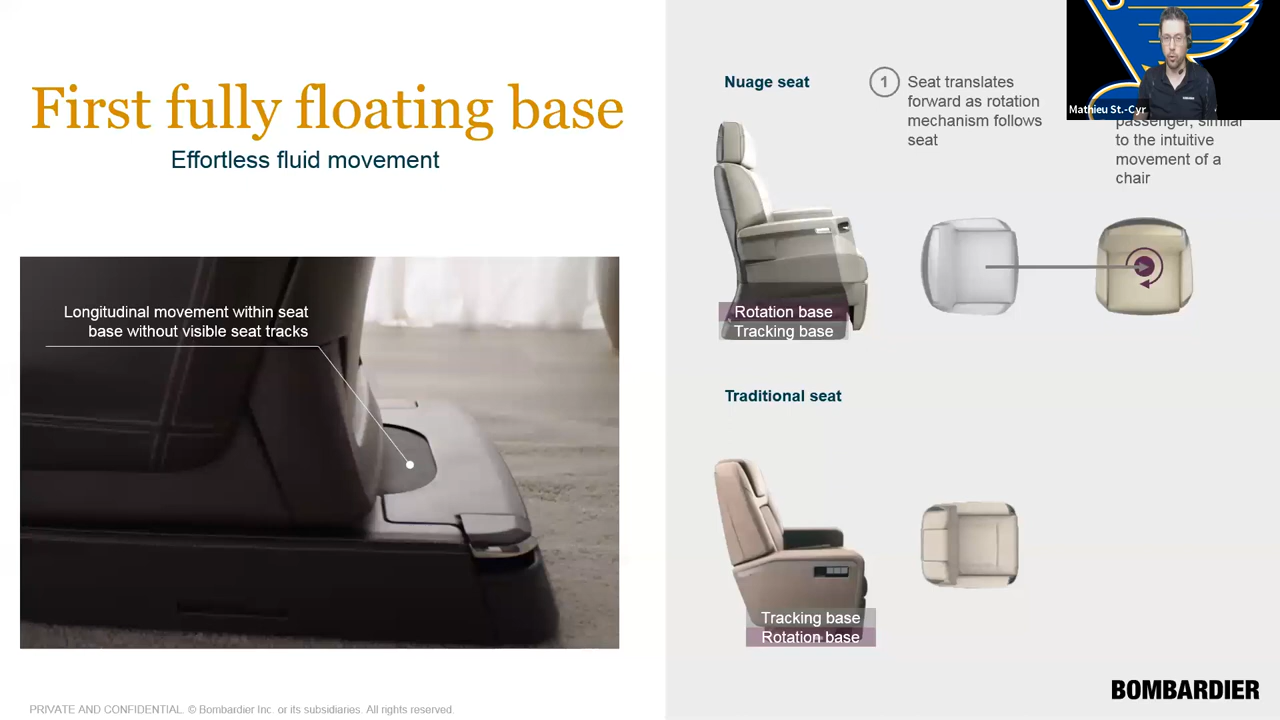 First fully floating base
Effortless fluid movement
Longitudinal movement within seat
base without visible seat tracks
PRIVATE AND CONFIDENTIAL. © Bombardier Inc. or its subsidiaries. All rights reserved.
Nuage seat
1
Seat translates
forward as rotation
mechanism follows
seat
passenger, similar
to the intuitive
movement of a
chair
Rotation base
Tracking base
Traditional seat
Tracking base
Rotation base
BOMBARDIER
Mathieu St.-Cyr